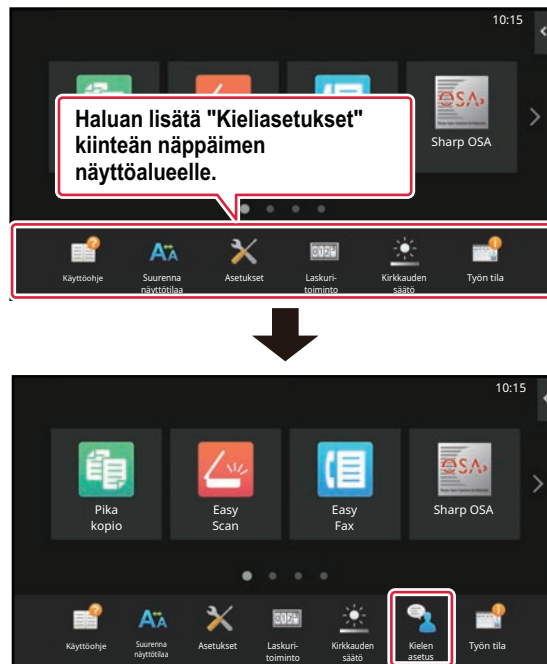 10:15
Haluan lisätä "Kieliasetukset"
kiinteän näppäimen
näyttöalueelle.
OSA
Sharp OSA
Käyttöohje
Suurenna
näyttötilaa
Asetukset
Laskuri-
toiminto
Kirkkauden
säätö
Työn tila
10:15
Pika
kopio
Easy
Scan
Easy
Fax
OSA
Sharp OSA
Käyttöohje
Suurenna
näyttötilaa
Asetukset
Laskuri-
toiminto
Kirkkauden
säätö
Kielen
asetus
Työn tila